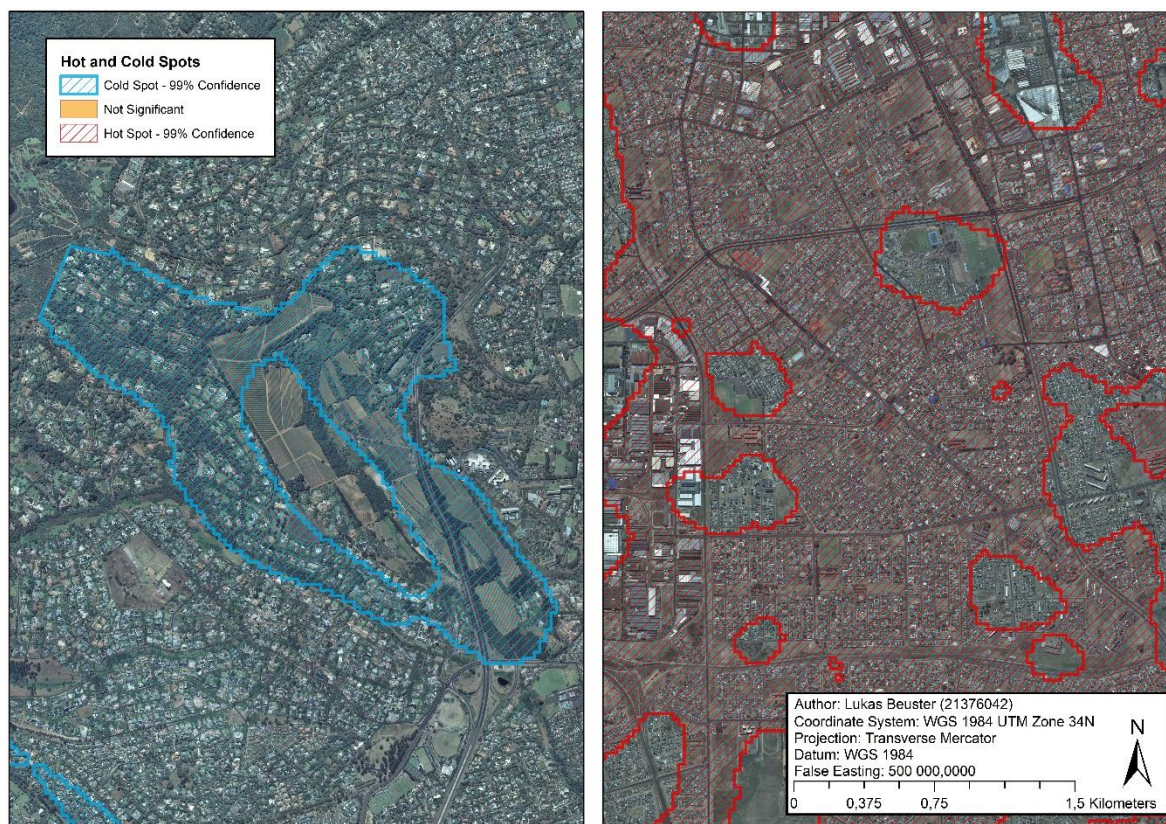 Hot and Cold Spots
Cold Spot - 99% Confidence
Not Significant
Hot Spot - 99% Confidence
Author: Lukas Beuster (21376042)
Coordinate System: WGS 1984 UTM Zone 34N
Projection: Transverse Mercator
Datum: WGS 1984
False Easting: 500 000,0000
N
0 0,375 0,75 1,5 Kilometers